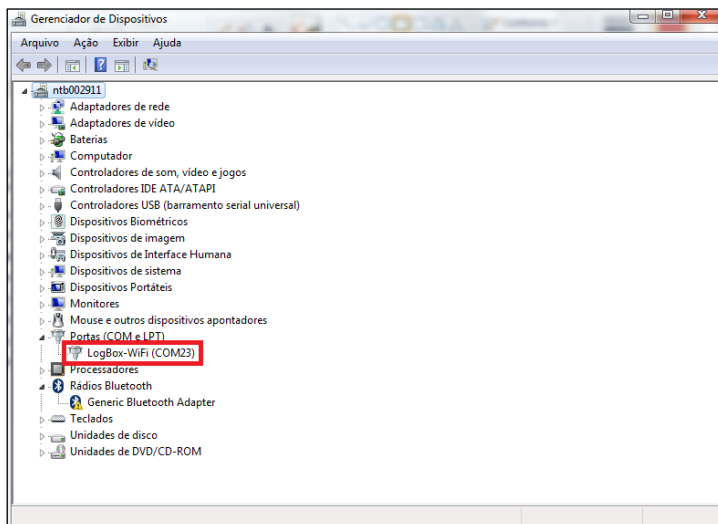 Gerenciador de Dispositivos
Arquivo Ação Exibir Ajuda
ntb002911
Adaptadores de rede
Adaptadores de vídeo
Baterias
Computador
Controladores de som, vídeo e jogos
Controladores IDE ATA/ATAPI
Controladores USB (barramento serial universal)
Dispositivos Biométricos
Dispositivos de imagem
Dispositivos de Interface Humana
Dispositivos de sistema
Dispositivos Portáteis
Monitores
Mouse e outros dispositivos apontadores
Portas (COM e LPT)
LogBox-WiFi (COM23)
Processadores
Rádios Bluetooth
Generic Bluetooth Adapter
Teclados
Unidades de disco
Unidades de DVD/CD-ROM